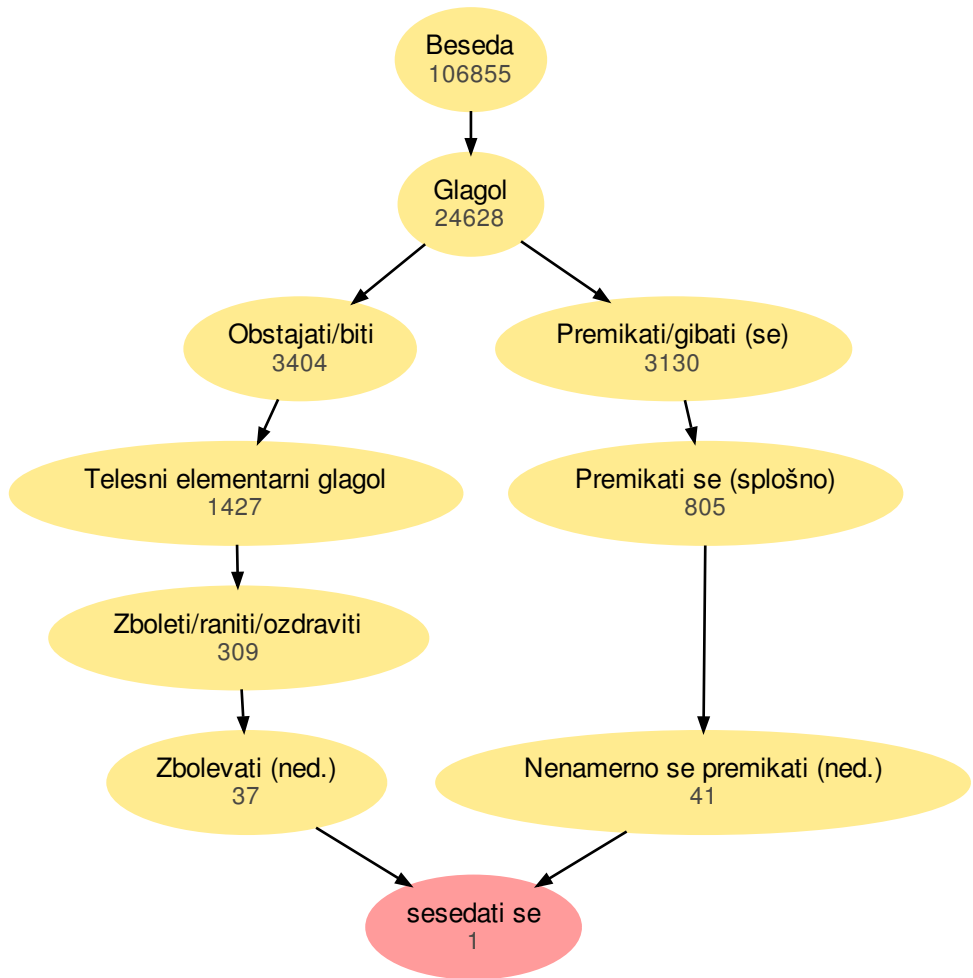 Beseda
106855
Glagol
24628
Obstajati/biti
3404
Premikati/gibati (se)
3130
Telesni elementarni glagol
1427
Premikati se (splošno)
805
Zboleti/raniti/ozdraviti
309
Zbolevati (ned.)
37
Nenamerno se premikati (ned.)
41
sesedati se
1